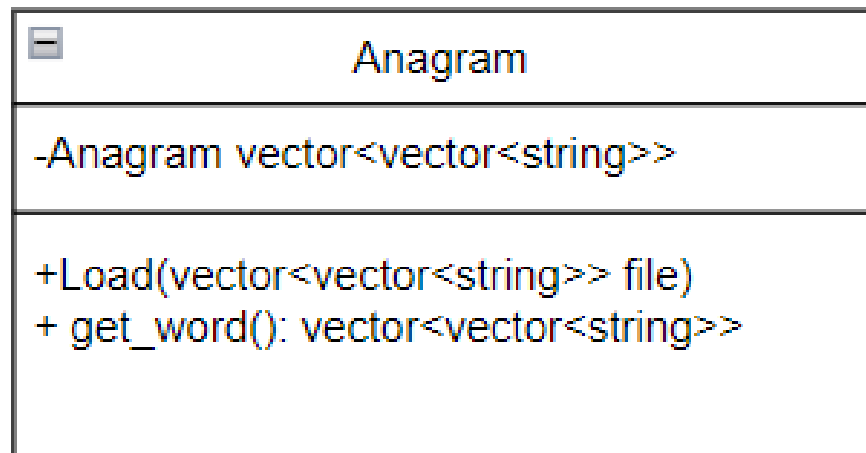 Anagram
-Anagram vector<vector<string>>
+Load(vector<vector<string>> file)
+ get_word(): vector<vector<string>>